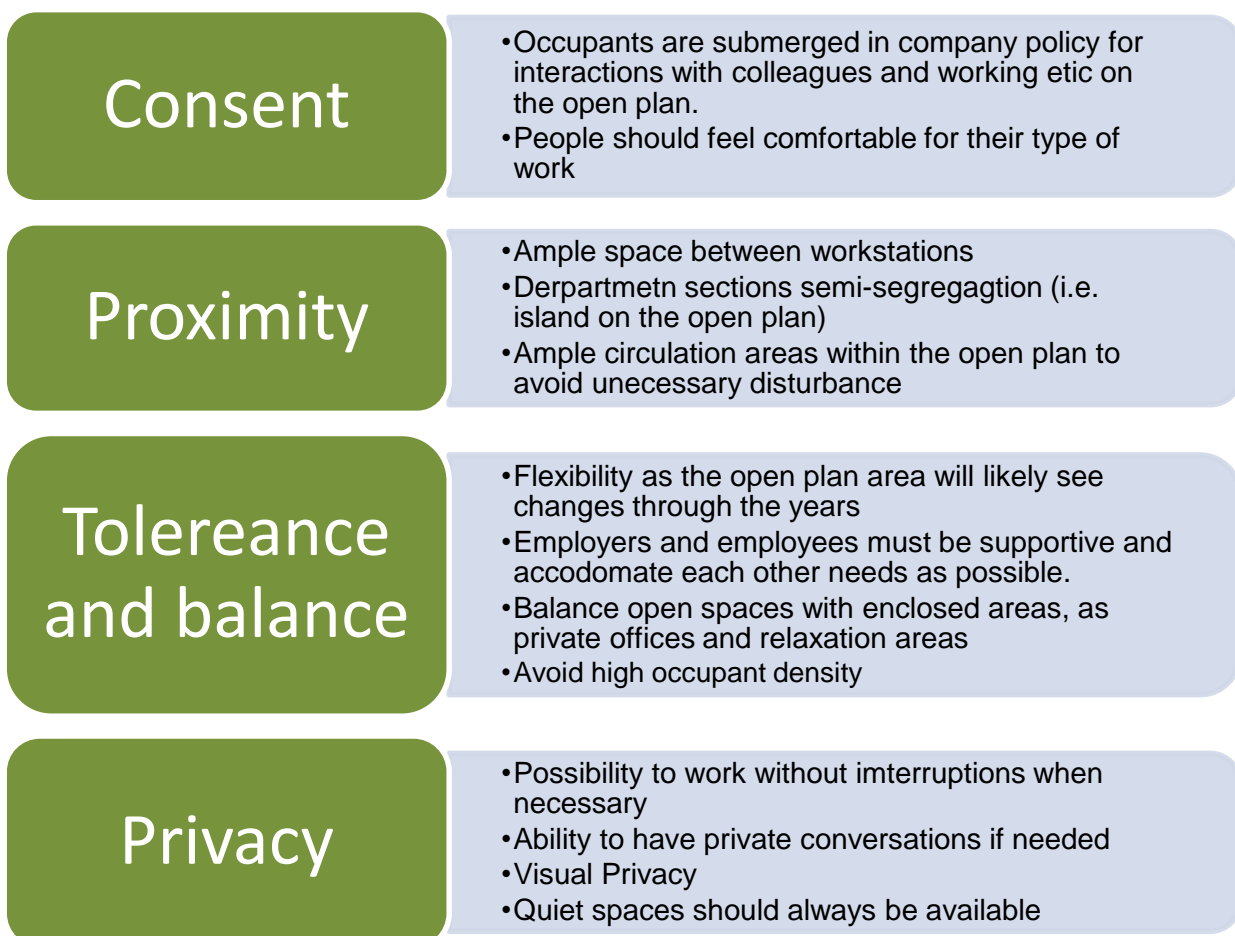 Consent
•Occupants are submerged in company policy for
interactions with colleagues and working etic on
the open plan.
•People should feel comfortable for their type of
work
Proximity
•Ample space between workstations
•Derpartmetn sections semi-segregagtion (i.e.
island on the open plan)
•Ample circulation areas within the open plan to
avoid unecessary disturbance
Tolereance
and balance
•Flexibility as the open plan area will likely see
changes through the years
•Employers and employees must be supportive and
accodomate each other needs as possible.
•Balance open spaces with enclosed areas, as
private offices and relaxation areas
•Avoid high occupant density
Privacy
•Possibility to work without imterruptions when
necessary
•Ability to have private conversations if needed
•Visual Privacy
•Quiet spaces should always be available